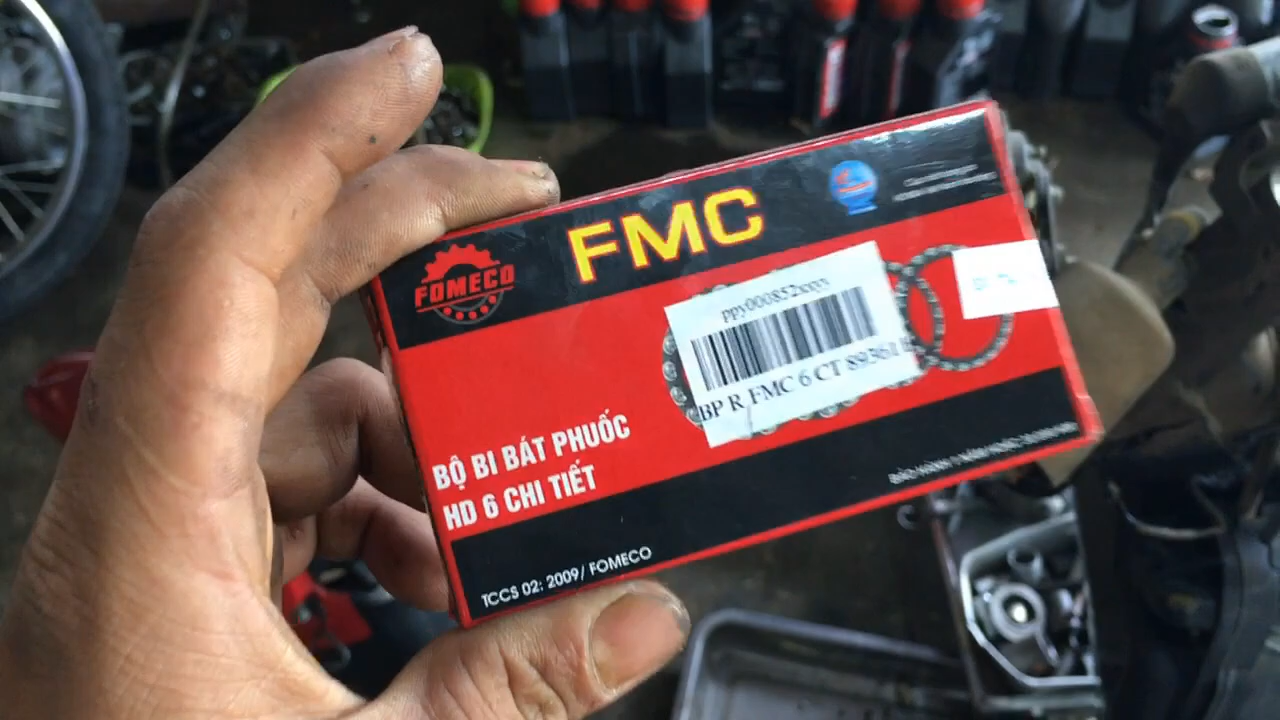 FMC
FOMECO
ppy000852xxyy
BP R FMC 6 CT 89361
BỘ BI BÁT PHUỐC
HD 6 CHI TIẾT
TCCS 02: 2009/ FOMECO